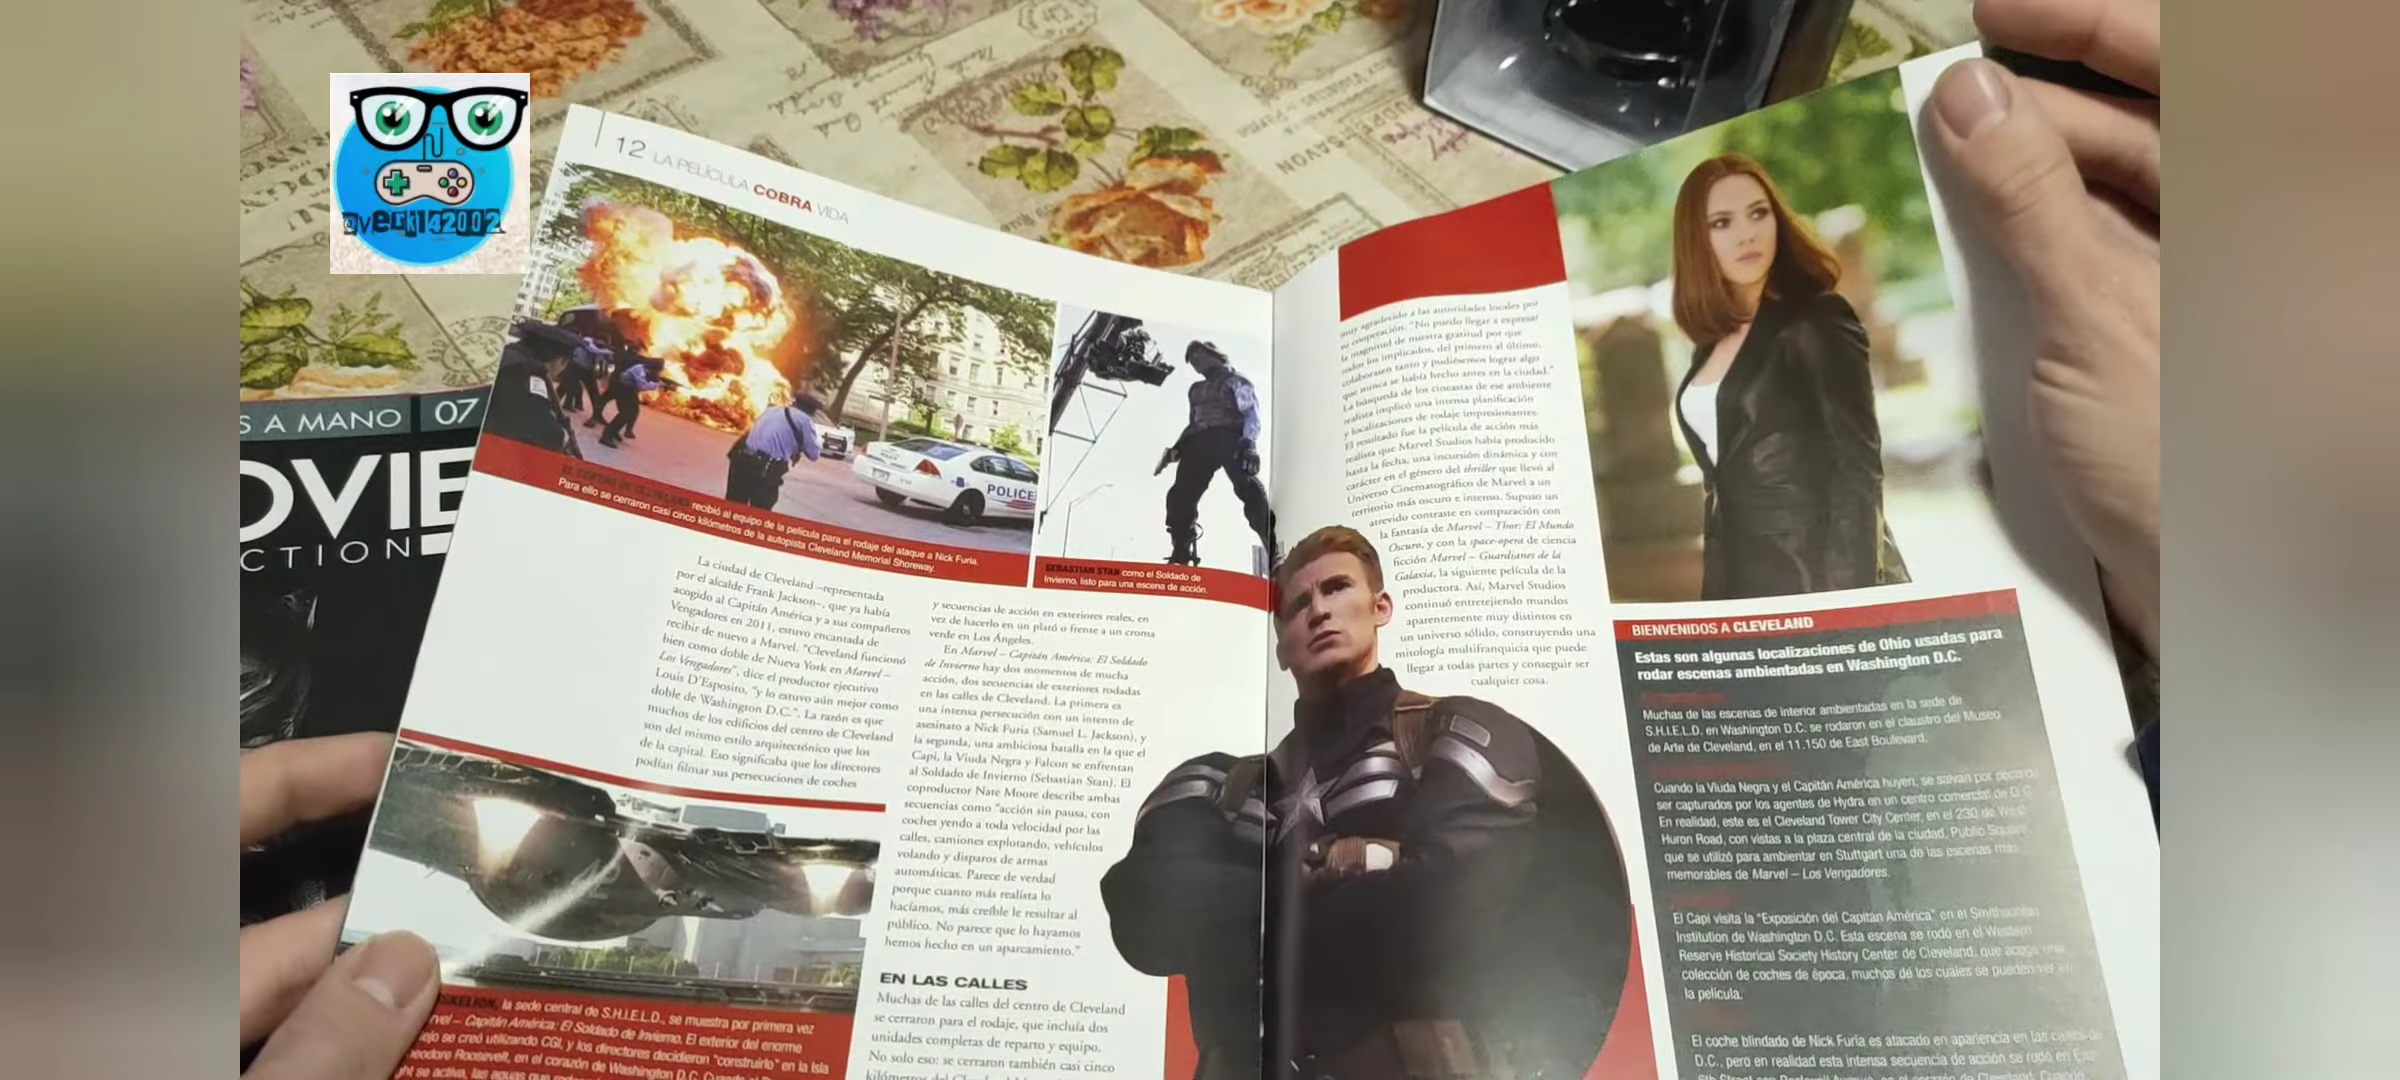 @verk142002
S A MANO 07
OVIE
CTION
12 LA PELÍCULA COBRA VIDA
POLICE
EL CENTRO DE CLEVELAND recibió al equipo de la película para el rodaje del ataque a Nick Furia.
Para ello se cerraron casi cinco kilómetros de la autopista Cleveland Memorial Shoreway.
SEBASTIAN STAN como el Soldado de
Invierno, listo para una escena de acción.
La ciudad de Cleveland –representada
por el alcalde Frank Jackson–, que ya había
acogido al Capitán América y a sus compañeros
Vengadores en 2011, estuvo encantada de
recibir de nuevo a Marvel. "Cleveland funcionó
bien como doble de Nueva York en Marvel –
Los Vengadores", dice el productor ejecutivo
Louis D'Esposito, "y lo estuvo aún mejor como
doble de Washington D.C.". La razón es que
muchos de los edificios del centro de Cleveland
son del mismo estilo arquitectónico que los
de la capital. Eso significaba que los directores
podían filmar sus persecuciones de coches
SKELION, la sede central de S.H.I.E.L.D., se muestra por primera vez
rvel – Capitán América: El Soldado de Invierno. El exterior del enorme
lejo se creó utilizando CGI, y los directores decidieron "construirlo" en la Isla
heodore Roosevelt, en el corazón de Washington D.C. Cuando
ght se activa, las aguas que
y secuencias de acción en exteriores reales, en
vez de hacerlo en un plató o frente a un croma
verde en Los Ángeles.
En Marvel – Capitán América: El Soldado
de Invierno hay dos momentos de mucha
acción, dos secuencias de exteriores rodadas
en las calles de Cleveland. La primera es
una intensa persecución con un intento de
asesinato a Nick Furia (Samuel L. Jackson), y
la segunda, una ambiciosa batalla en la que el
Capi, la Viuda Negra y Falcon se enfrentan
al Soldado de Invierno (Sebastian Stan). El
coproductor Nate Moore describe ambas
secuencias como "acción sin pausa, con
coches yendo a toda velocidad por las
calles, camiones explorando, vehículos
volando y disparos de armas
automáticas. Parece de verdad
porque cuanto más realista lo
hacíamos, más creíble le resultar al
público. No parece que lo hayamos
hemos hecho en un aparcamiento."
EN LAS CALLES
Muchas de las calles del centro de Cleveland
se cerraron para el rodaje, que incluía dos
unidades completas de reparto y equipo.
No solo eso: se cerraron también casi cinco
kilómetros del
muy agradecido a las autoridades locales por
su cooperación. "No puedo llegar a expresar
la magnitud de nuestra gratitud por que
todos los implicados, del primero al último,
colaborasen tanto y pudiésemos lograr algo
que nunca se había hecho antes en la ciudad."
La búsqueda de los cineastas de ese ambiente
realista implicó una intensa planificación
y localizaciones de rodaje impresionantes.
El resultado fue la película de acción más
realista que Marvel Studios había producido
hasta la fecha, una incursión dinámica y con
carácter en el género del thriller que llevó al
Universo Cinematográfico de Marvel a un
territorio más oscuro e intenso. Supuso un
atrevido contraste en comparación con
la fantasía de Marvel – Thor: El Mundo
Oscuro, y con la space-opera de ciencia
ficción Marvel – Guardianes de la
Galaxia, la siguiente película de la
productora. Así, Marvel Studios
continuó entretejiendo mundos
aparentemente muy distintos en
un universo sólido, construyendo una
mitología multifranquicia que puede
llegar a todas partes y conseguir ser
cualquier cosa.
BIENVENIDOS A CLEVELAND
Estas son algunas localizaciones de Ohio usadas para
rodar escenas ambientadas en Washington D.C.
Muchas de las escenas de interior ambientadas en la sede de
S.H.I.E.L.D. en Washington D.C. se rodaron en el claustro del Museo
de Arte de Cleveland, en el 11.150 de East Boulevard.
Cuando la Viuda Negra y el Capitán América huyen, se salvan por poco de
ser capturados por los agentes de Hydra en un centro comercial de D.C.
En realidad, este es el Cleveland Tower City Center, en el 230 de West
Huron Road, con vistas a la plaza central de la ciudad, Public Square
que se utilizó para ambientar en Stuttgart una de las escenas más
memorables de Marvel – Los Vengadores.
El Capi visita la "Exposición del Capitán América" en el Smithsonian
Institution de Washington D.C. Esta escena se rodó en el Western
Reserve Historical Society History Center de Cleveland, que acoge una
colección de coches de época, muchos de los cuales se pueden ver en
la película.
El coche blindado de Nick Furia es atacado en apariencia en las calles de
D.C., pero en realidad esta intensa secuencia de acción se rodó en